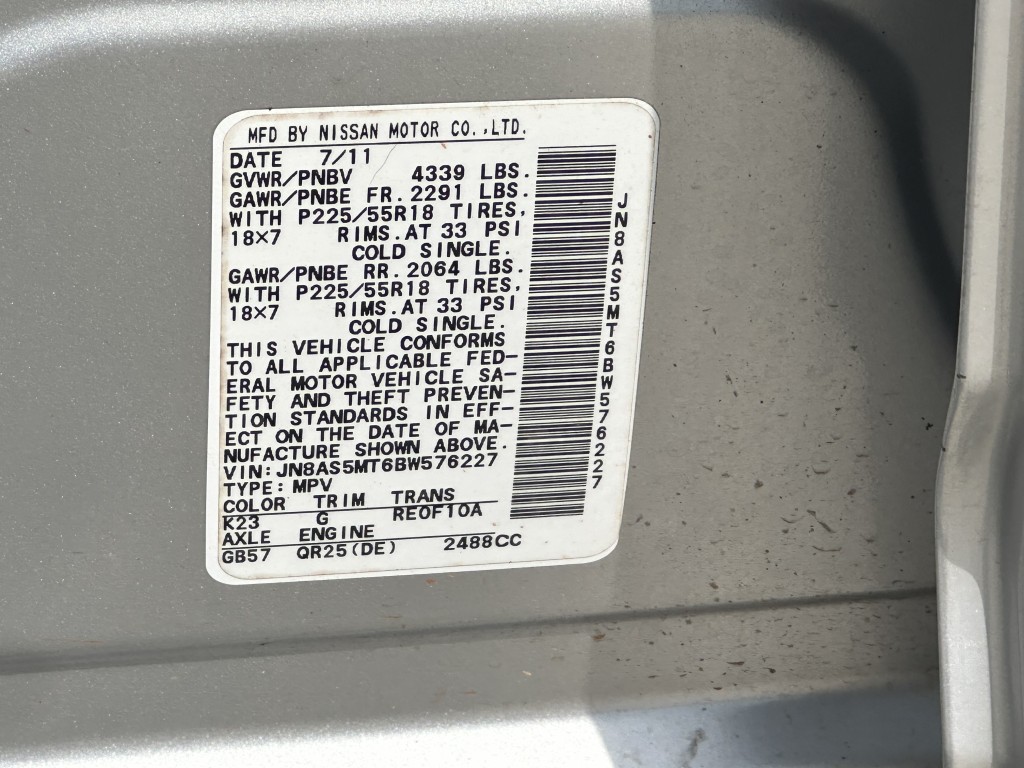 MFD BY NISSAN MOTOR CO.,LTD.
DATE 7/11
GVWR/PNBV 4339 LBS.
GAWR/PNBE FR.2291 LBS.
WITH P225/55R18 TIRES,
18×7 RIMS.AT 33 PSI
COLD SINGLE.
GAWR/PNBE RR.2064 LBS.
WITH P225/55R18 TIRES,
18×7 RIMS.AT 33 PSI
COLD SINGLE.
THIS VEHICLE CONFORMS
TO ALL APPLICABLE FED-
ERAL MOTOR VEHICLE SA-
FETY AND THEFT PREVEN-
TION STANDARDS IN EFF-
ECT ON THE DATE OF MA-
NUFACTURE SHOWN ABOVE.
VIN:JN8AS5MT6BW576227
TYPE:MPV
COLOR TRIM TRANS
K23 G RE0F10A
AXLE ENGINE
GB57 QR25(DE) 2488CC
JN8AS5MT6BW576227